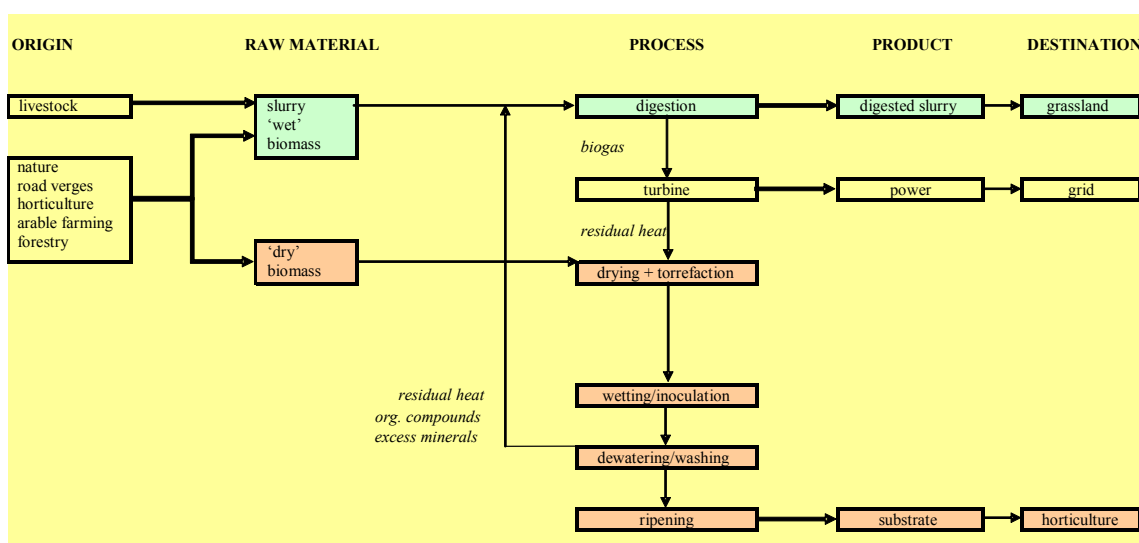 ORIGIN
RAW MATERIAL
PROCESS
PRODUCT
DESTINATION
livestock
slurry
‘wet’
biomass
digestion
digested slurry
grassland
biogas
nature
road verges
horticulture
arable farming
forestry
turbine
power
grid
residual heat
‘dry’
biomass
drying + torrefaction
wetting/inoculation
residual heat
org. compounds
excess minerals
dewatering/washing
ripening
substrate
horticulture